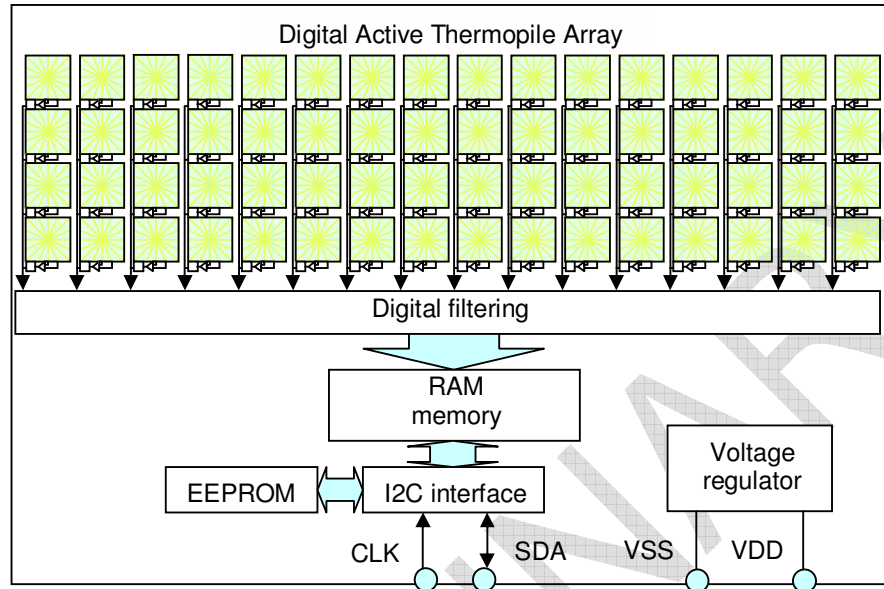 Digital Active Thermopile Array
Digital filtering
RAM
memory
Voltage
regulator
EEPROM
I2C interface
CLK
SDA
VSS
VDD